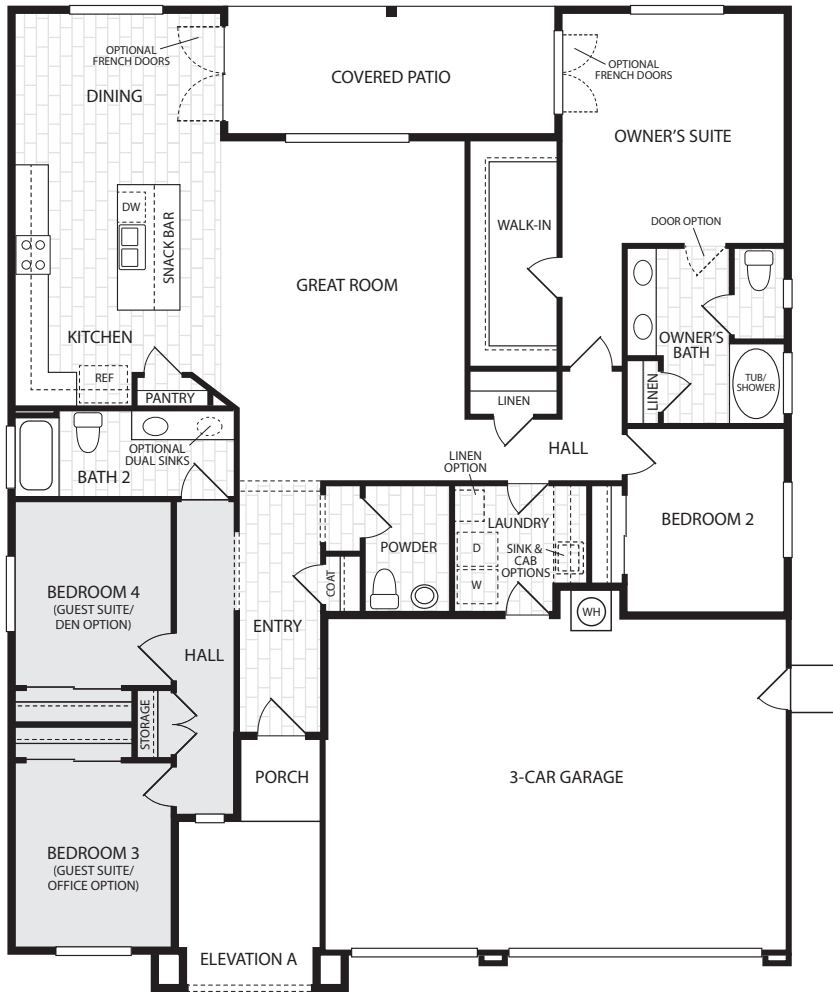 OPTIONAL
FRENCH DOORS
DINING
COVERED PATIO
OPTIONAL
FRENCH DOORS
OWNER'S SUITE
DW
SNACK BAR
WALK-IN
DOOR OPTION
GREAT ROOM
KITCHEN
OWNER'S
BATH
REF
PANTRY
LINEN
LINEN
TUB/
SHOWER
OPTIONAL
DUAL SINKS
BATH 2
HALL
LINEN
OPTION
LAUNDRY
BEDROOM 2
POWDER
D
SINK &
CAB
OPTIONS
W
COAT
WH
BEDROOM 4
(GUEST SUITE/
DEN OPTION)
ENTRY
HALL
STORAGE
PORCH
3-CAR GARAGE
BEDROOM 3
(GUEST SUITE/
OFFICE OPTION)
ELEVATION A